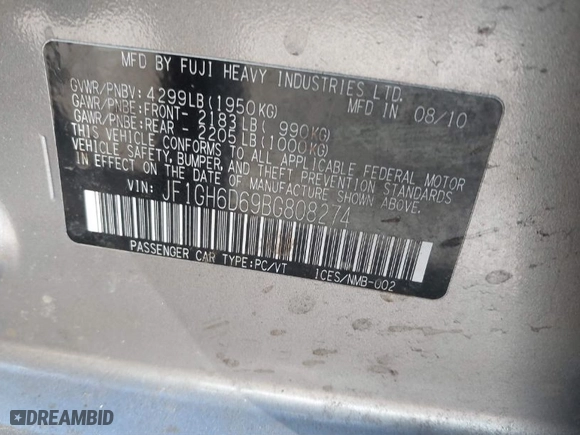 MFD BY FUJI HEAVY INDUSTRIES LTD.
MFD IN 08/10
GVWR/PNBV: 4299LB (1950KG)
GAWR/PNBE:FRONT- 2183LB ( 990KG)
GAWR/PNBE:REAR - 2205LB (1000KG)
THIS VEHICLE CONFORMS TO ALL APPLICABLE FEDERAL MOTOR
VEHICLE SAFETY, BUMPER, AND THEFT PREVENTION STANDARDS
IN EFFECT ON THE DATE OF MANUFACTURE SHOWN ABOVE.
VIN: JF1GH6D69BG808274
PASSENGER CAR TYPE:PC/VT 1CES/NMB-002
DREAMBID